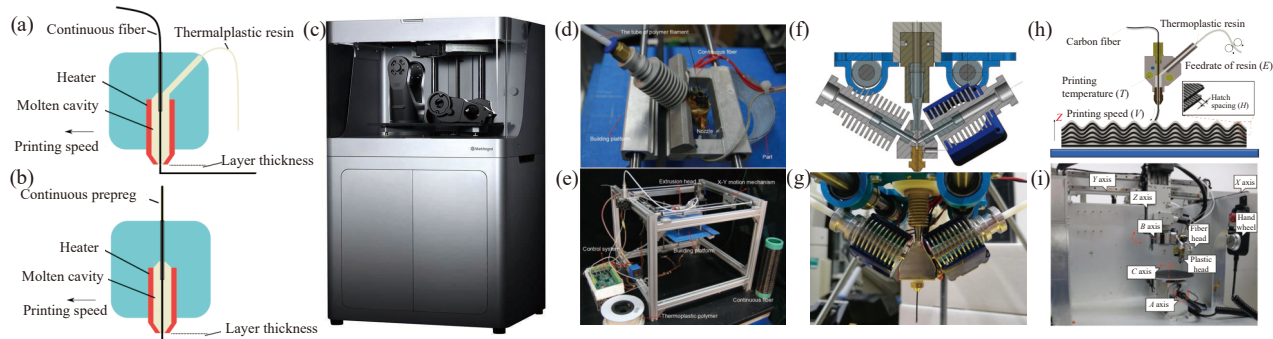 (a)
Continuous fiber
Thermalplastic resin
Heater
Molten cavity
Printing speed
Layer thickness
(b)
Continuous prepreg
Heater
Molten cavity
Printing speed
Layer thickness
(c)
Markforged
(d)
The tube of polymer filament
Continuous fiber
Nozzle
Building platform
Part
(e)
Extrusion head
X-Y motion mechanism
Control system
Building platform
Continuous fiber
Thermoplastic polymer
(f)
(g)
(h)
Thermoplastic resin
Carbon fiber
Feedrate of resin (E)
Printing
temperature (T)
Hatch
spacing (H)
Printing speed (V)
Z
(i)
Y axis
X axis
Z axis
B axis
Fiber
head
Hand
wheel
Plastic
head
C axis
A axis